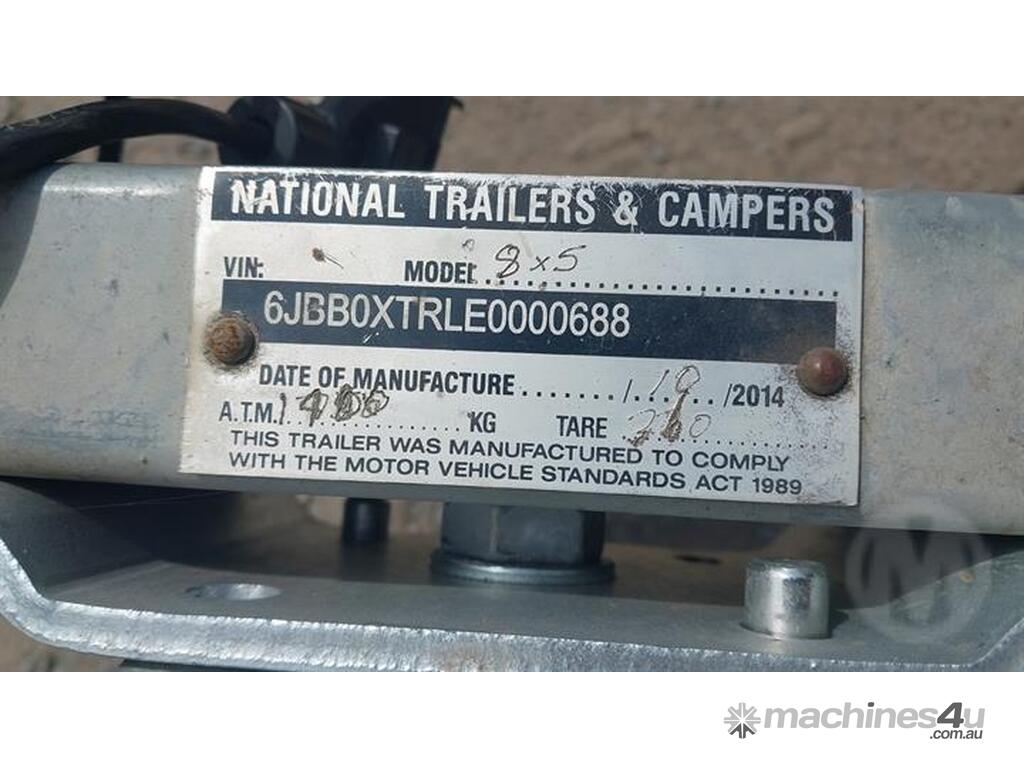 NATIONAL TRAILERS & CAMPERS
VIN: MODEL 8x5
6JBB0XTRLE0000688
DATE OF MANUFACTURE ......./...9../2014
A.T.M. KG TARE
THIS TRAILER WAS MANUFACTURED TO COMPLY
WITH THE MOTOR VEHICLE STANDARDS ACT 1989
M
machines4u
.com.au